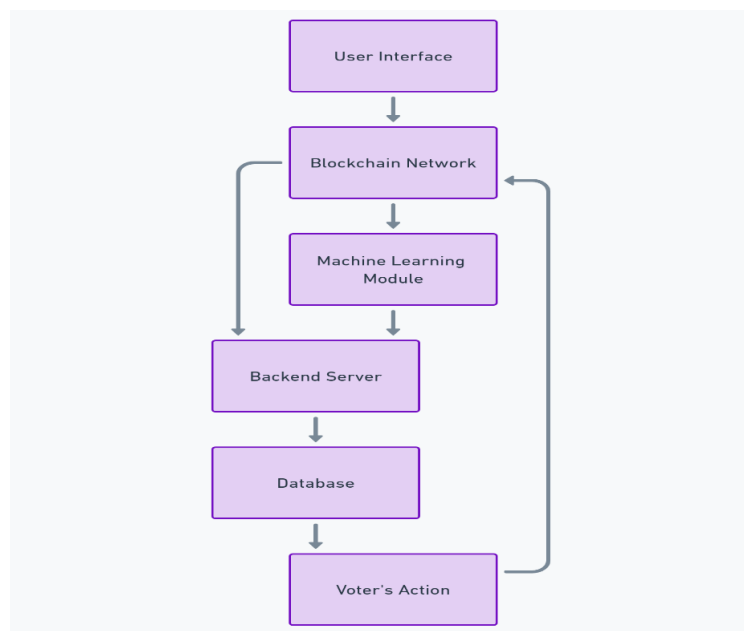 User Interface
Blockchain Network
Machine Learning
Module
Backend Server
Database
Voter's Action